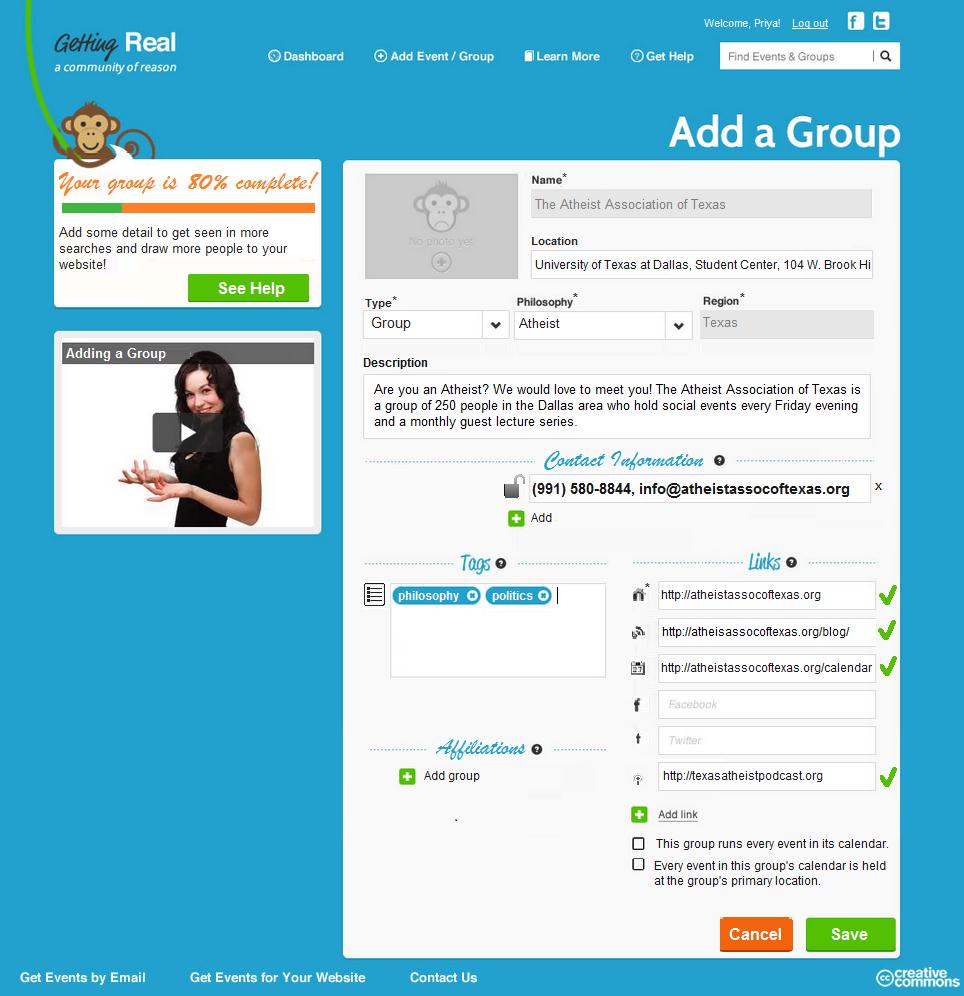 Welcome, Priya! Log out f t
Getting Real
a community of reason
Dashboard Add Event / Group Learn More Get Help Find Events & Groups
Add a Group
Your group is 80% complete!
Add some detail to get seen in more
searches and draw more people to your
website!
See Help
Adding a Group
No photo yet
Name*
The Atheist Association of Texas
Location
University of Texas at Dallas, Student Center, 104 W. Brook Hi
Type* Philosophy* Region*
Group Atheist Texas
Description
Are you an Atheist? We would love to meet you! The Atheist Association of Texas is
a group of 250 people in the Dallas area who hold social events every Friday evening
and a monthly guest lecture series.
Contact Information ?
(991) 580-8844, info@atheistassocoftexas.org x
Add
Tags ?
philosophy politics
Affiliations ?
Add group
.
Links ?
* http://atheistassocoftexas.org
http://atheisassocoftexas.org/blog/
http://atheistassocoftexas.org/calendar
f Facebook
t Twitter
http://texasatheistpodcast.org
Add link
This group runs every event in its calendar.
Every event in this group's calendar is held
at the group's primary location.
Cancel Save
Get Events by Email Get Events for Your Website Contact Us
cc creative
commons